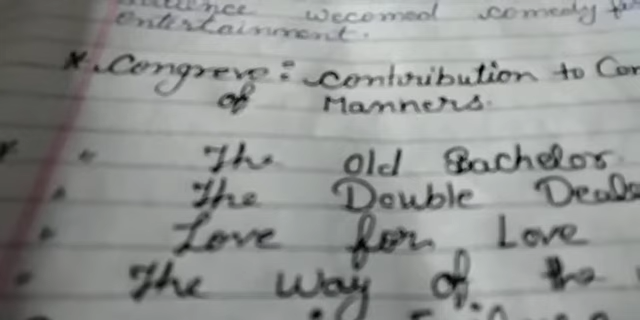 wecomed comedy
entertainment.
* Congreve: contribution to
of Manners.
The Old Bachelor
The Double
Love for Love
The Way of the